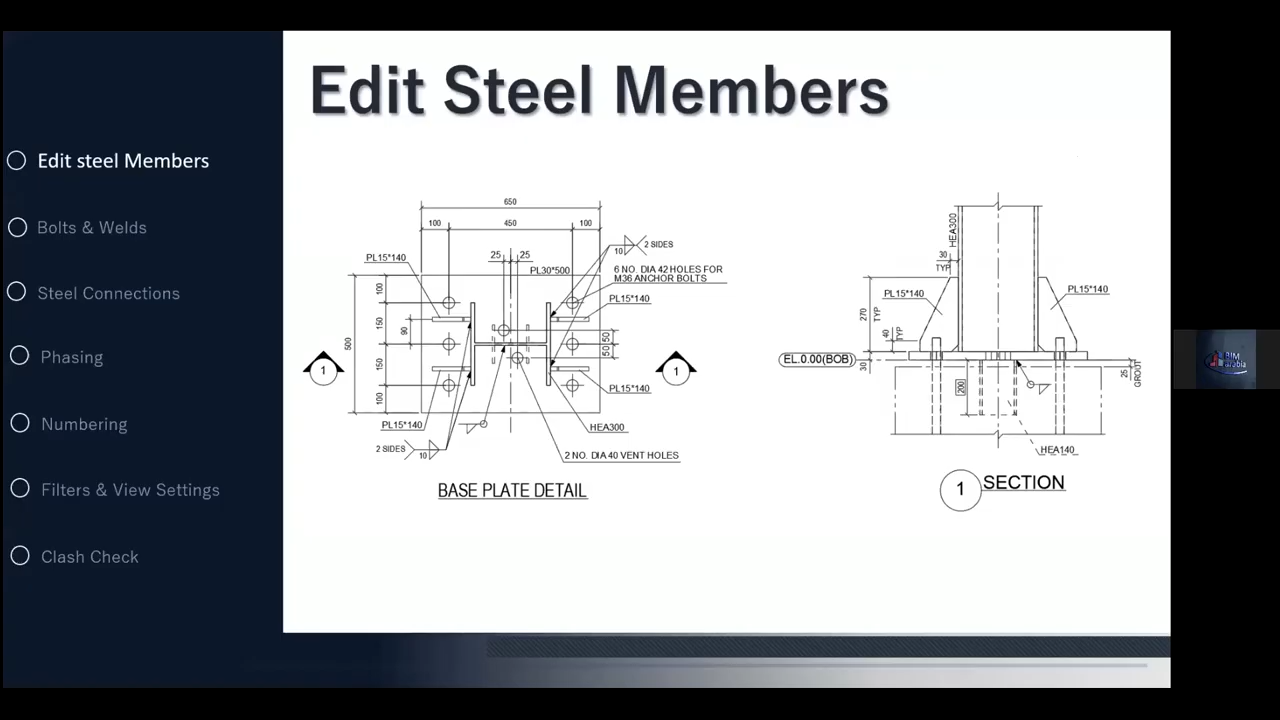 Edit Steel Members
Edit steel Members
Bolts & Welds
Steel Connections
Phasing
Numbering
Filters & View Settings
Clash Check
650
100
450
100
25
25
2 SIDES
10
PL15*140
PL30*500
6 NO. DIA 42 HOLES FOR
M36 ANCHOR BOLTS
PL15*140
500
100
150
150
100
90
50
50
1
1
PL15*140
PL15*140
HEA300
2 SIDES
10
2 NO. DIA 40 VENT HOLES
BASE PLATE DETAIL
HEA300
30
TYP
PL15*140
PL15*140
270
TYP
40
TYP
EL.0.00(BOB)
30
200
25
GROUT
HEA140
1
SECTION
BIM
arabia